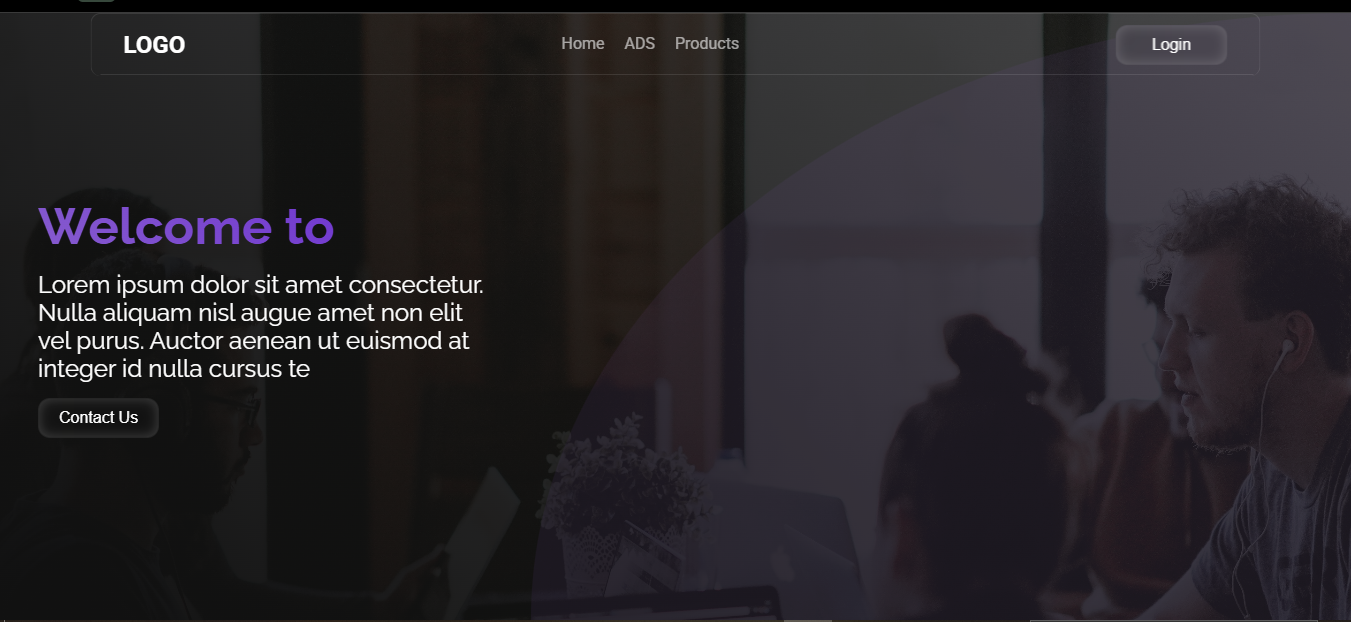 LOGO
Home ADS Products
Login
Welcome to
Lorem ipsum dolor sit amet consectetur.
Nulla aliquam nisl augue amet non elit
vel purus. Auctor aenean ut euismod at
integer id nulla cursus te
Contact Us